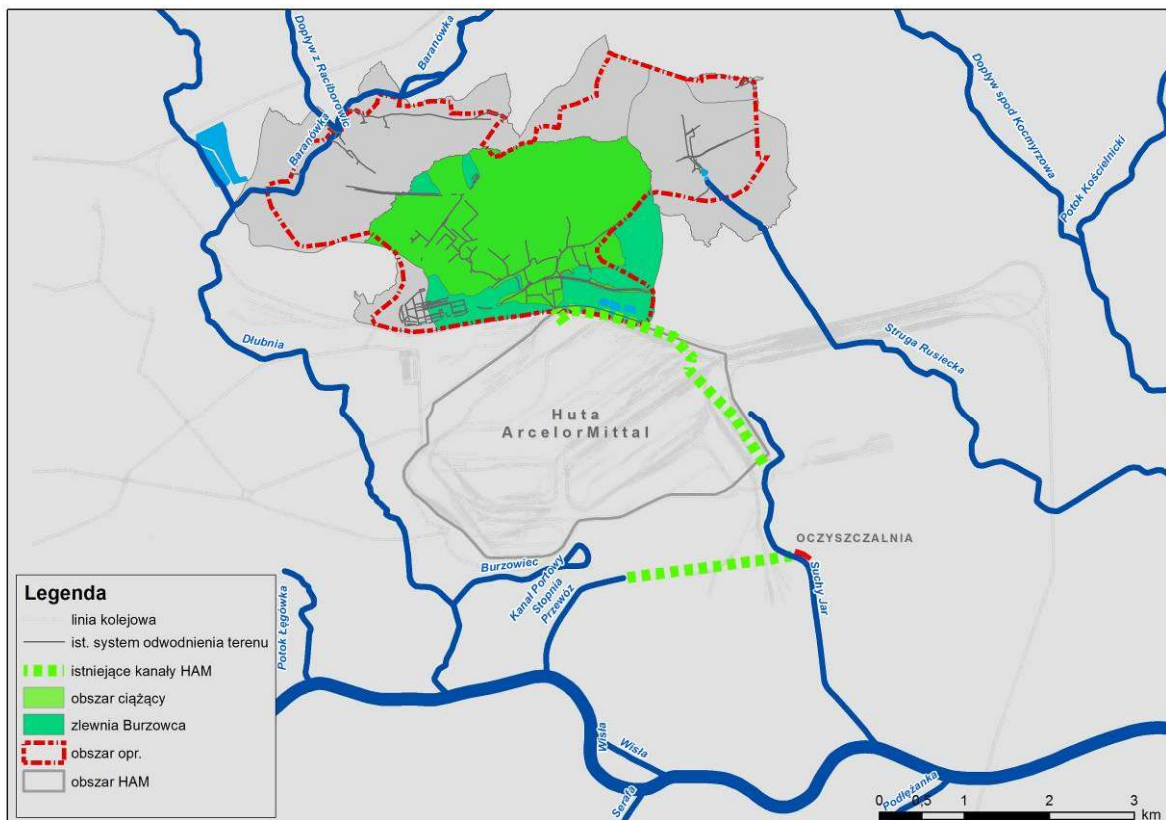 Dopływ z Raciborowic
Baranówka
Baranówka
Dopływ spod Kocmyrzowa
Potok Kościelnicki
Dłubnia
Struga Rusiecka
Huta
ArcelorMittal
OCZYSZCZALNIA
Burzowiec
Kanał Portowy
Stopnia
Przewóz
Suchy Jar
Potok Łęgówka
Wisła
Wisła
Serafa
Podłężanka
Legenda
linia kolejowa
ist. system odwodnienia terenu
istniejące kanały HAM
obszar ciążący
zlewnia Burzowca
obszar opr.
obszar HAM
0 0,5 1 2 3
km